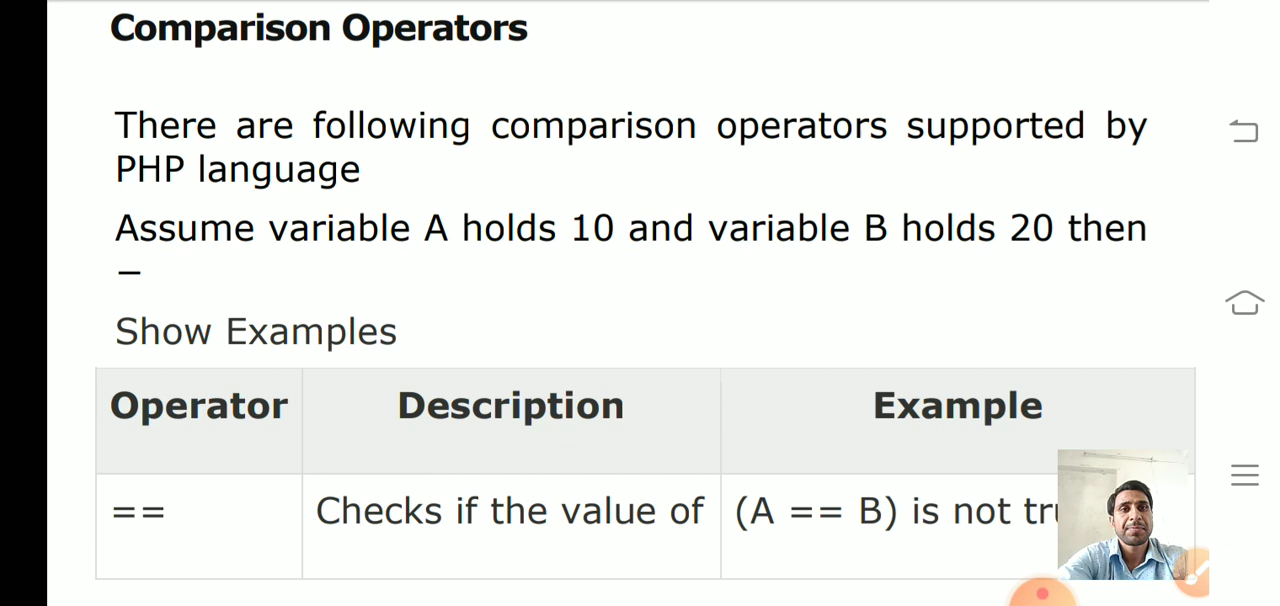 Comparison Operators
There are following comparison operators supported by
PHP language
Assume variable A holds 10 and variable B holds 20 then
–
Show Examples
Operator Description Example
== Checks if the value of (A == B) is not